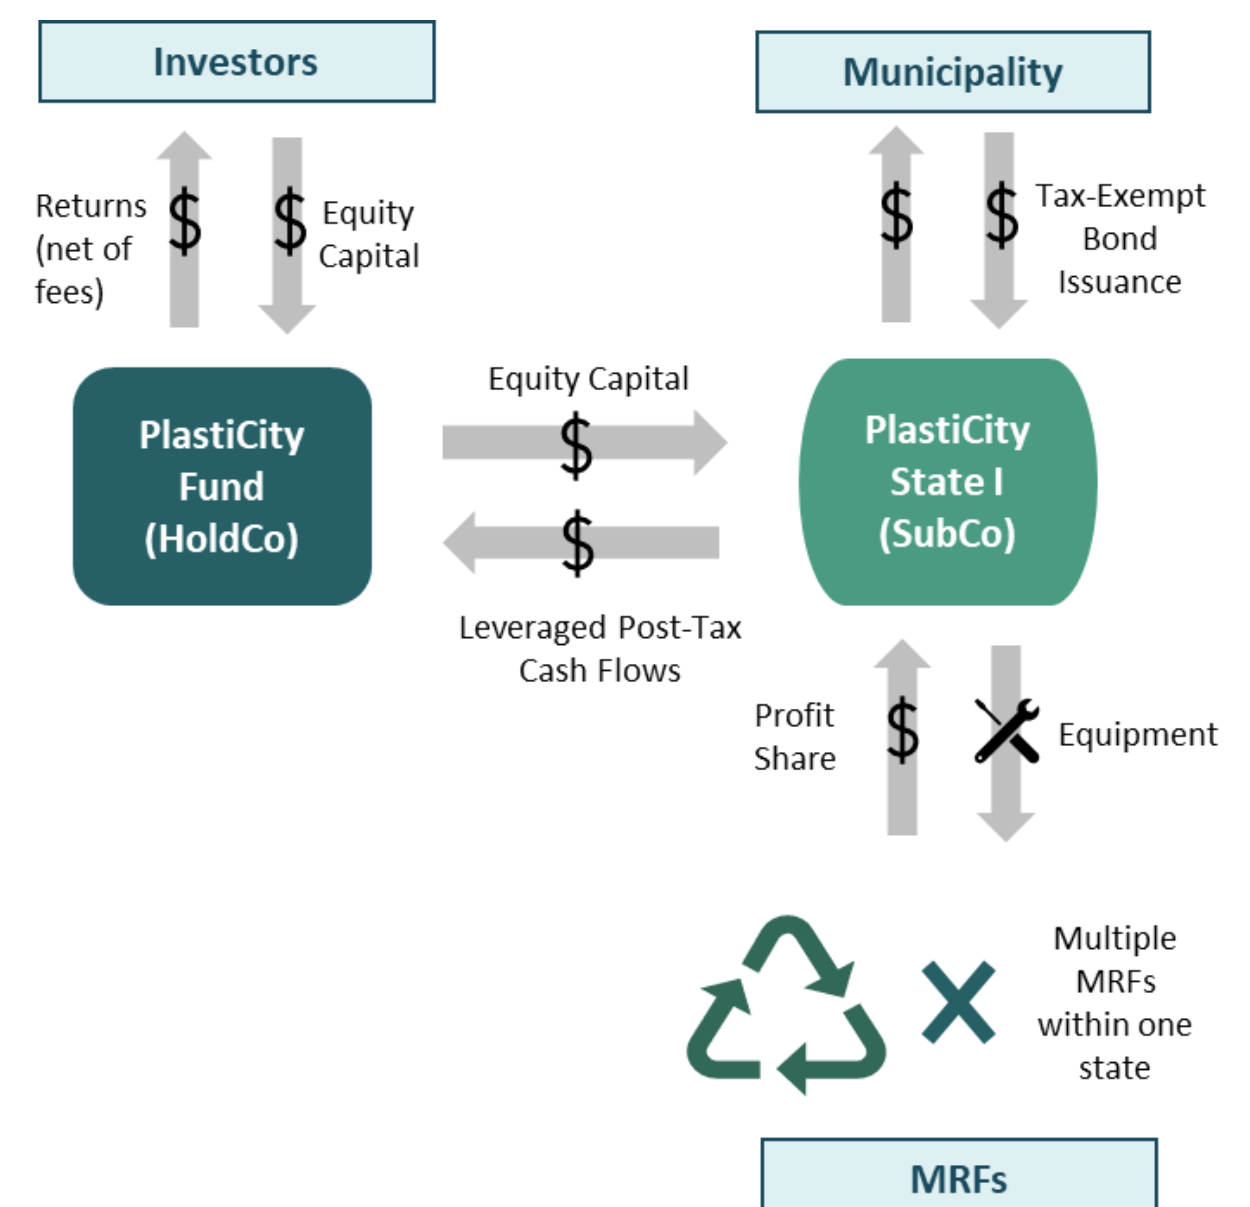 Investors
Municipality
Returns
(net of
fees)
$
$
Equity
Capital
$
$
Tax-Exempt
Bond
Issuance
PlastiCity
Fund
(HoldCo)
Equity Capital
$
$
Leveraged Post-Tax
Cash Flows
PlastiCity
State I
(SubCo)
Profit
Share
$
Equipment
Multiple
MRFs
within one
state
MRFs